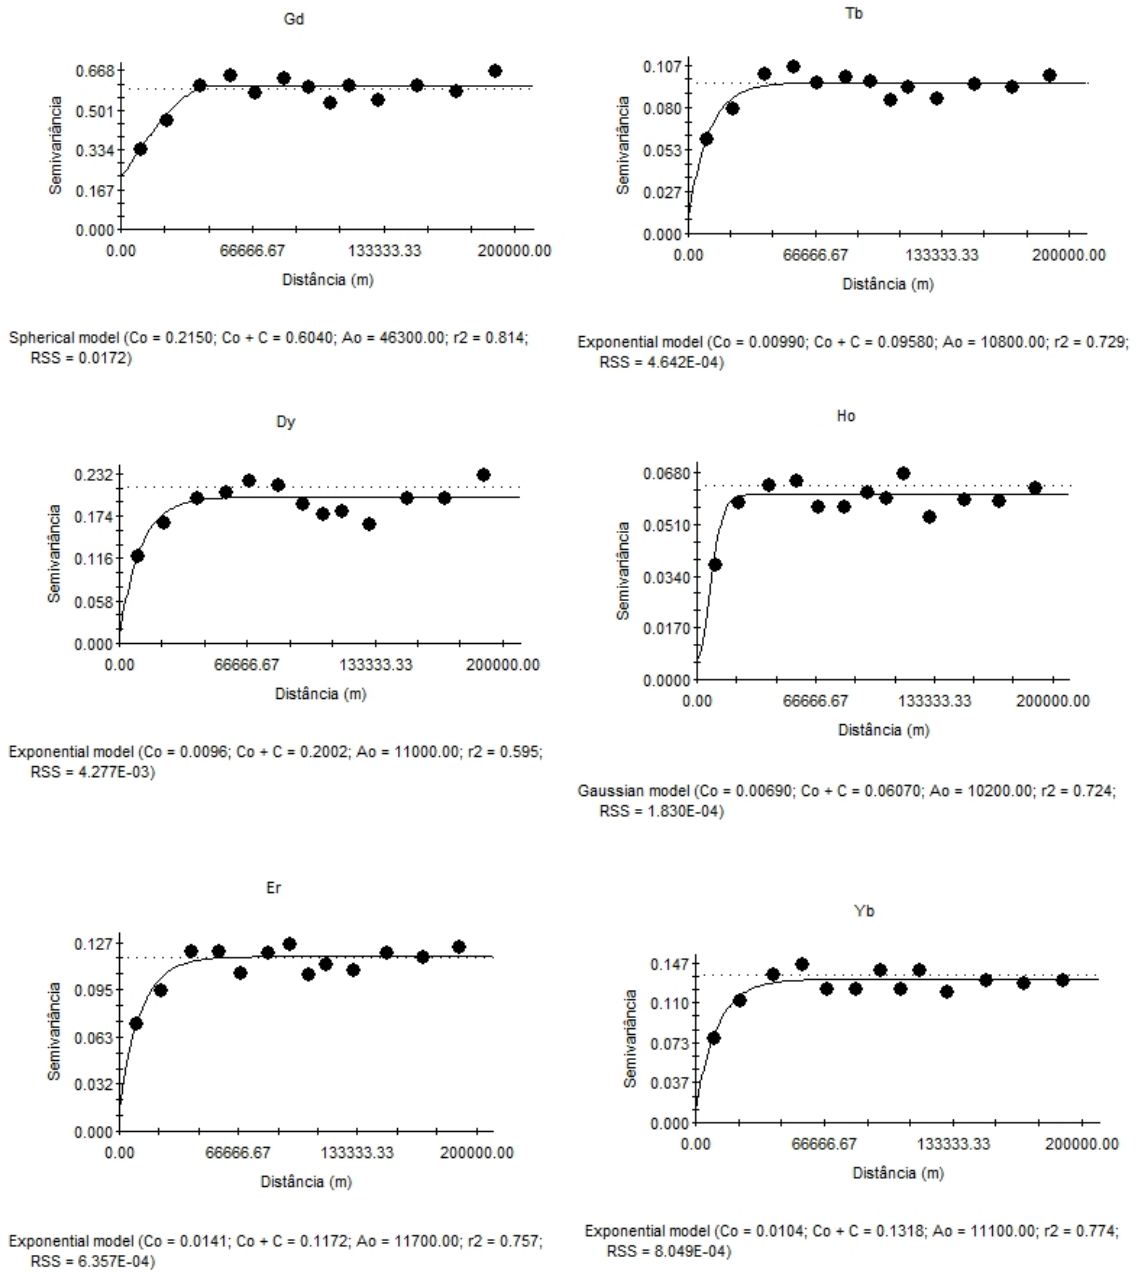 Gd
Semivariância
0.668
0.501
0.334
0.167
0.000
0.00 66666.67 133333.33 200000.00
Distância (m)
Spherical model (Co = 0.2150; Co + C = 0.6040; Ao = 46300.00; r2 = 0.814;
RSS = 0.0172)
Tb
Semivariância
0.107
0.080
0.053
0.027
0.000
0.00 66666.67 133333.33 200000.00
Distância (m)
Exponential model (Co = 0.00990; Co + C = 0.09580; Ao = 10800.00; r2 = 0.729;
RSS = 4.642E-04)
Dy
Semivariância
0.232
0.174
0.116
0.058
0.000
0.00 66666.67 133333.33 200000.00
Distância (m)
Exponential model (Co = 0.0096; Co + C = 0.2002; Ao = 11000.00; r2 = 0.595;
RSS = 4.277E-03)
Ho
Semivariância
0.0680
0.0510
0.0340
0.0170
0.0000
0.00 66666.67 133333.33 200000.00
Distância (m)
Gaussian model (Co = 0.00690; Co + C = 0.06070; Ao = 10200.00; r2 = 0.724;
RSS = 1.830E-04)
Er
Semivariância
0.127
0.095
0.063
0.032
0.000
0.00 66666.67 133333.33 200000.00
Distância (m)
Exponential model (Co = 0.0141; Co + C = 0.1172; Ao = 11700.00; r2 = 0.757;
RSS = 6.357E-04)
Yb
Semivariância
0.147
0.110
0.073
0.037
0.000
0.00 66666.67 133333.33 200000.00
Distância (m)
Exponential model (Co = 0.0104; Co + C = 0.1318; Ao = 11100.00; r2 = 0.774;
RSS = 8.049E-04)